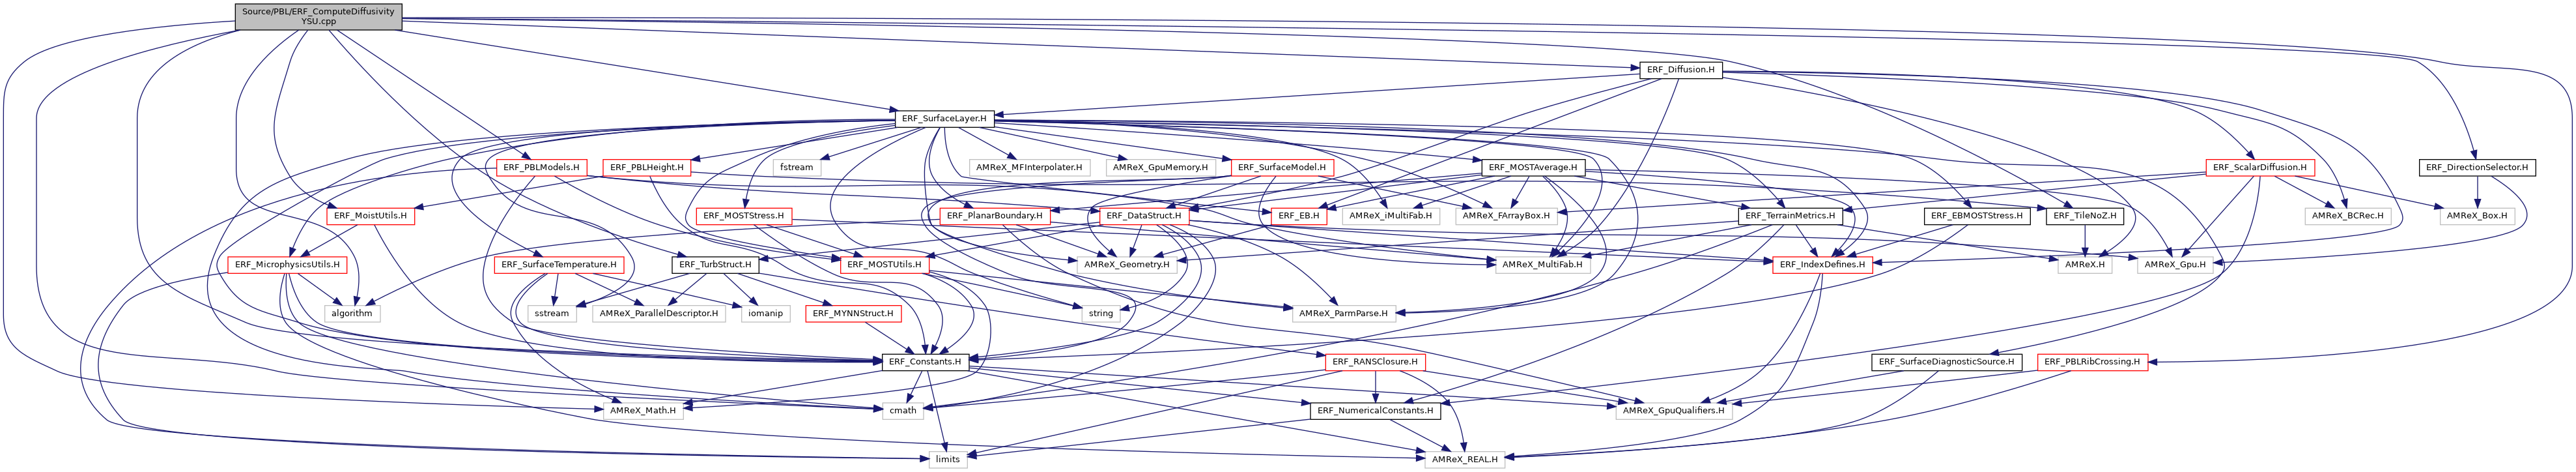 Source/PBL/ERF_ComputeDiffusivity
YSU.cpp
ERF_Diffusion.H
ERF_SurfaceLayer.H
ERF_PBLModels.H
ERF_PBLHeight.H
fstream
AMReX_MFInterpolater.H
AMReX_GpuMemory.H
ERF_SurfaceModel.H
ERF_MOSTAverage.H
ERF_ScalarDiffusion.H
ERF_DirectionSelector.H
ERF_MoistUtils.H
ERF_MOSTStress.H
ERF_PlanarBoundary.H
ERF_DataStruct.H
ERF_EB.H
AMReX_iMultiFab.H
AMReX_FArrayBox.H
ERF_TerrainMetrics.H
ERF_EBMOSTStress.H
ERF_TileNoZ.H
AMReX_BCRec.H
AMReX_Box.H
ERF_MicrophysicsUtils.H
ERF_SurfaceTemperature.H
ERF_TurbStruct.H
ERF_MOSTUtils.H
AMReX_Geometry.H
AMReX_MultiFab.H
ERF_IndexDefines.H
AMReX.H
AMReX_Gpu.H
algorithm
sstream
AMReX_ParallelDescriptor.H
iomanip
ERF_MYNNStruct.H
string
AMReX_ParmParse.H
ERF_Constants.H
ERF_RANSClosure.H
ERF_SurfaceDiagnosticSource.H
ERF_PBLRibCrossing.H
AMReX_Math.H
cmath
ERF_NumericalConstants.H
AMReX_GpuQualifiers.H
limits
AMReX_REAL.H